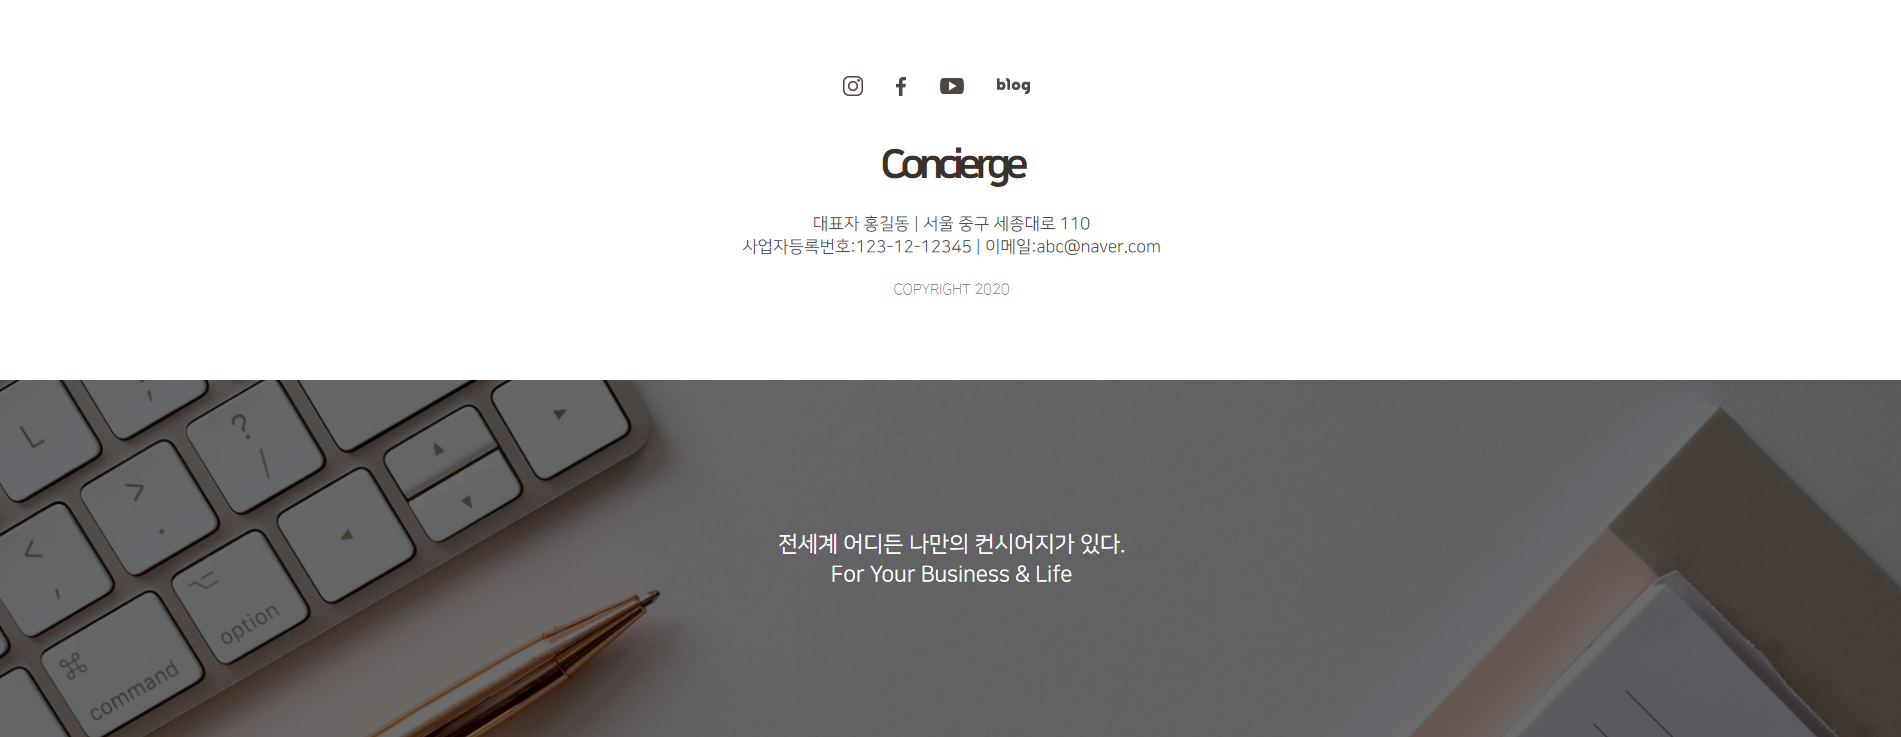 blog
Concierge
대표자 홍길동 | 서울 중구 세종대로 110
사업자등록번호:123-12-12345 | 이메일:abc@naver.com
COPYRIGHT 2020
L
?
/
>
.
<
,
option
command
전세계 어디든 나만의 컨시어지가 있다.
For Your Business & Life